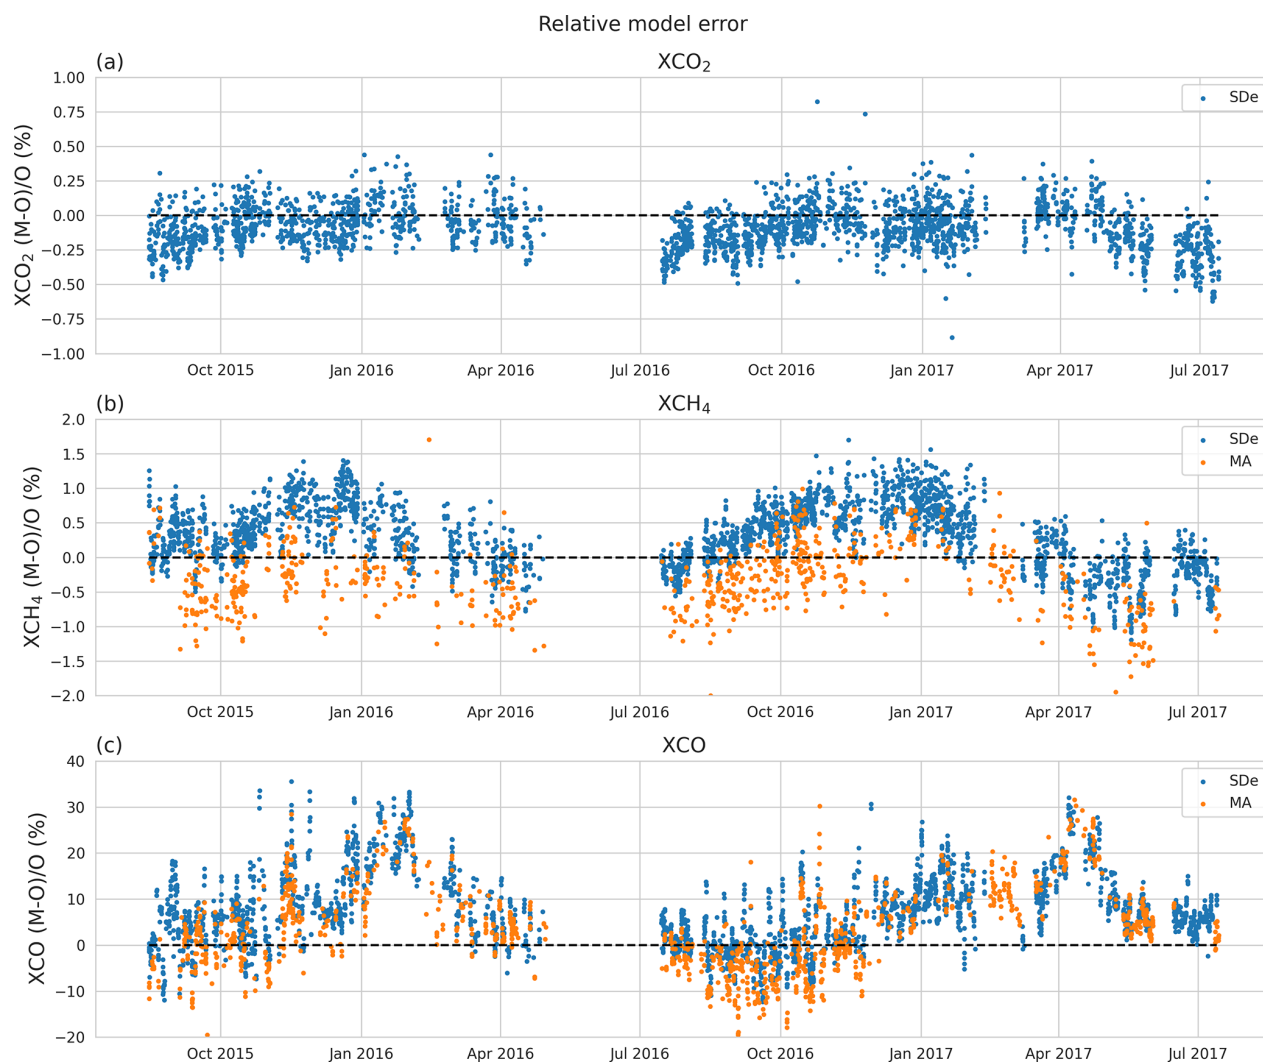 Relative model error
(a) XCO₂
XCO₂ (M-O)/O (%)
1.00
0.75
0.50
0.25
0.00
−0.25
−0.50
−0.75
−1.00
SDe
Oct 2015 Jan 2016 Apr 2016 Jul 2016 Oct 2016 Jan 2017 Apr 2017 Jul 2017
(b) XCH₄
XCH₄ (M-O)/O (%)
2.0
1.5
1.0
0.5
0.0
−0.5
−1.0
−1.5
−2.0
SDe
MA
Oct 2015 Jan 2016 Apr 2016 Jul 2016 Oct 2016 Jan 2017 Apr 2017 Jul 2017
(c) XCO
XCO (M-O)/O (%)
40
30
20
10
0
−10
−20
SDe
MA
Oct 2015 Jan 2016 Apr 2016 Jul 2016 Oct 2016 Jan 2017 Apr 2017 Jul 2017